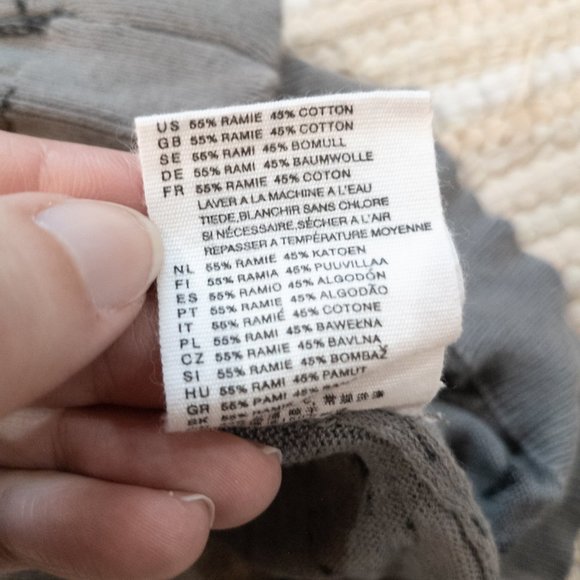 US 55% RAMIE 45% COTTON
GB 55% RAMIE 45% COTTON
SE 55% RAMI 45% BOMULL
DE 55% RAMI 45% BAUMWOLLE
FR 55% RAMIE 45% COTON
LAVER A LA MACHINE A L'EAU
TIEDE,BLANCHIR SANS CHLORE
SI NÉCESSAIRE,SÉCHER A L'AIR
REPASSER A TEMPÉRATURE MOYENNE
NL 55% RAMIE 45% KATOEN
FI 55% RAMIA 45% PUUVILLAA
ES 55% RAMIO 45% ALGODÓN
PT 55% RAMIE 45% ALGODÃO
IT 55% RAMIÉ 45% COTONE
PL 55% RAMI 45% BAWEŁNA
CZ 55% RAMIE 45% BAVLNA
SI 55% RAMIE 45% BOMBAŽ
HU 55% RAMI 45% PAMUT
GR 55%